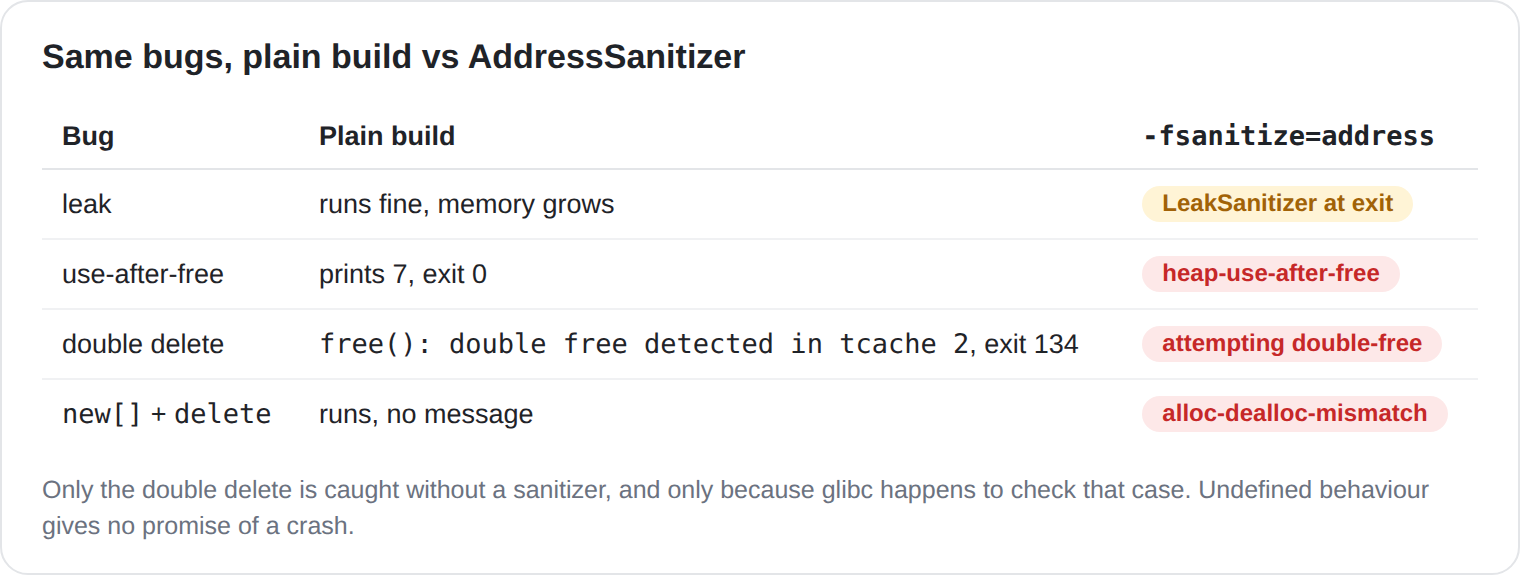 Same bugs, plain build vs AddressSanitizer
Bug Plain build -fsanitize=address
leak runs fine, memory grows LeakSanitizer at exit
use-after-free prints 7, exit 0 heap-use-after-free
double delete free(): double free detected in tcache 2, exit 134 attempting double-free
new[] + delete runs, no message alloc-dealloc-mismatch
Only the double delete is caught without a sanitizer, and only because glibc happens to check that case. Undefined behaviour
gives no promise of a crash.